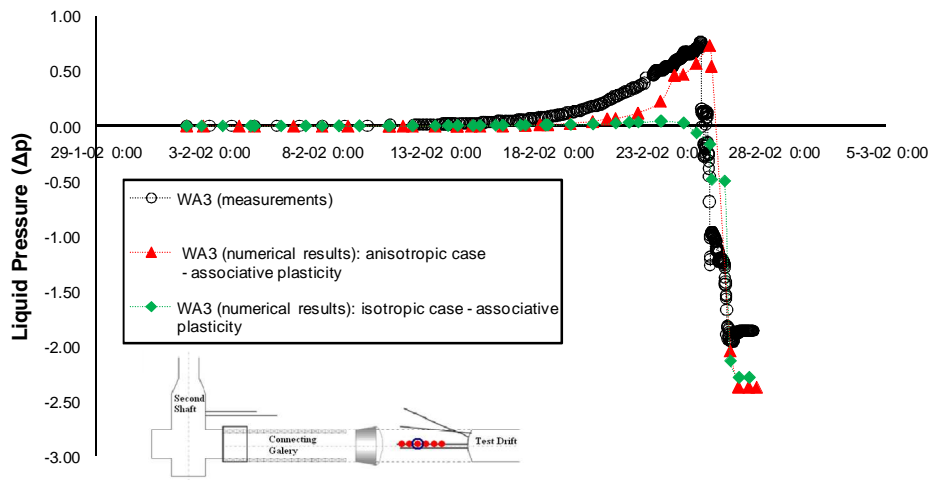 1.00
0.50
0.00
-0.50
-1.00
-1.50
-2.00
-2.50
-3.00
Liquid Pressure (Δp)
29-1-02 0:00
3-2-02 0:00
8-2-02 0:00
13-2-02 0:00
18-2-02 0:00
23-2-02 0:00
28-2-02 0:00
5-3-02 0:00
WA3 (measurements)
WA3 (numerical results): anisotropic case
- associative plasticity
WA3 (numerical results): isotropic case - associative
plasticity
Second
Shaft
Connecting
Galery
Test Drift